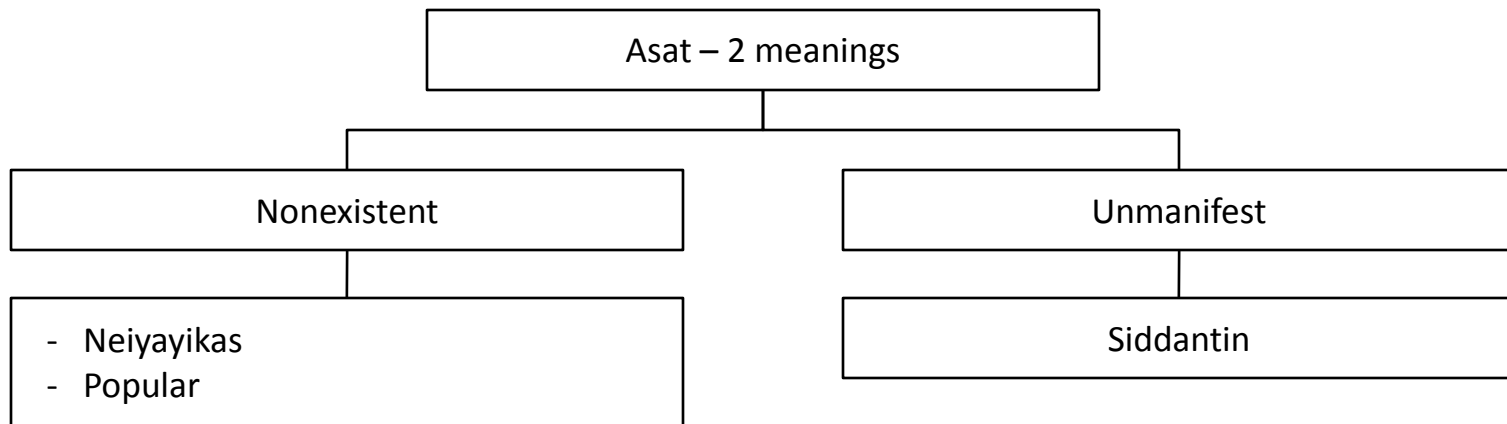 Asat – 2 meanings
Nonexistent
Unmanifest
- Neiyayikas
- Popular
Siddantin